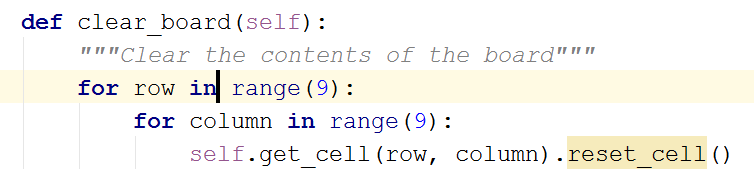 def clear_board(self):
    """Clear the contents of the board"""
    for row in range(9):
        for column in range(9):
            self.get_cell(row, column).reset_cell()